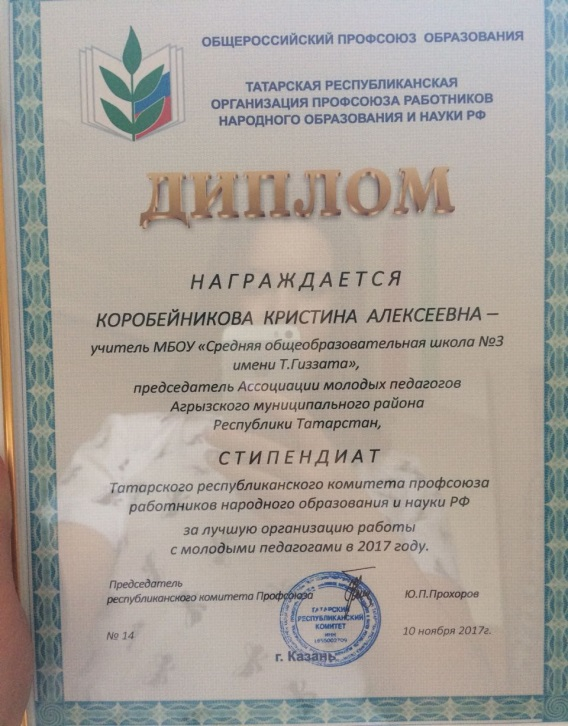 ОБЩЕРОССИЙСКИЙ ПРОФСОЮЗ ОБРАЗОВАНИЯ
ТАТАРСКАЯ РЕСПУБЛИКАНСКАЯ
ОРГАНИЗАЦИЯ ПРОФСОЮЗА РАБОТНИКОВ
НАРОДНОГО ОБРАЗОВАНИЯ И НАУКИ РФ
ДИПЛОМ
НАГРАЖДАЕТСЯ
КОРОБЕЙНИКОВА КРИСТИНА АЛЕКСЕЕВНА –
учитель МБОУ «Средняя общеобразовательная школа №3
имени Т.Гиззата»,
председатель Ассоциации молодых педагогов
Агрызского муниципального района
Республики Татарстан,
СТИПЕНДИАТ
Татарского республиканского комитета профсоюза
работников народного образования и науки РФ
за лучшую организацию работы
с молодыми педагогами в 2017 году.
Председатель
республиканского комитета Профсоюза
Ю.П.Прохоров
ТАТАРСКИЙ
РЕСПУБЛИКАНСКИЙ
КОМИТЕТ
№ 14
10 ноября 2017г.
г. Казань